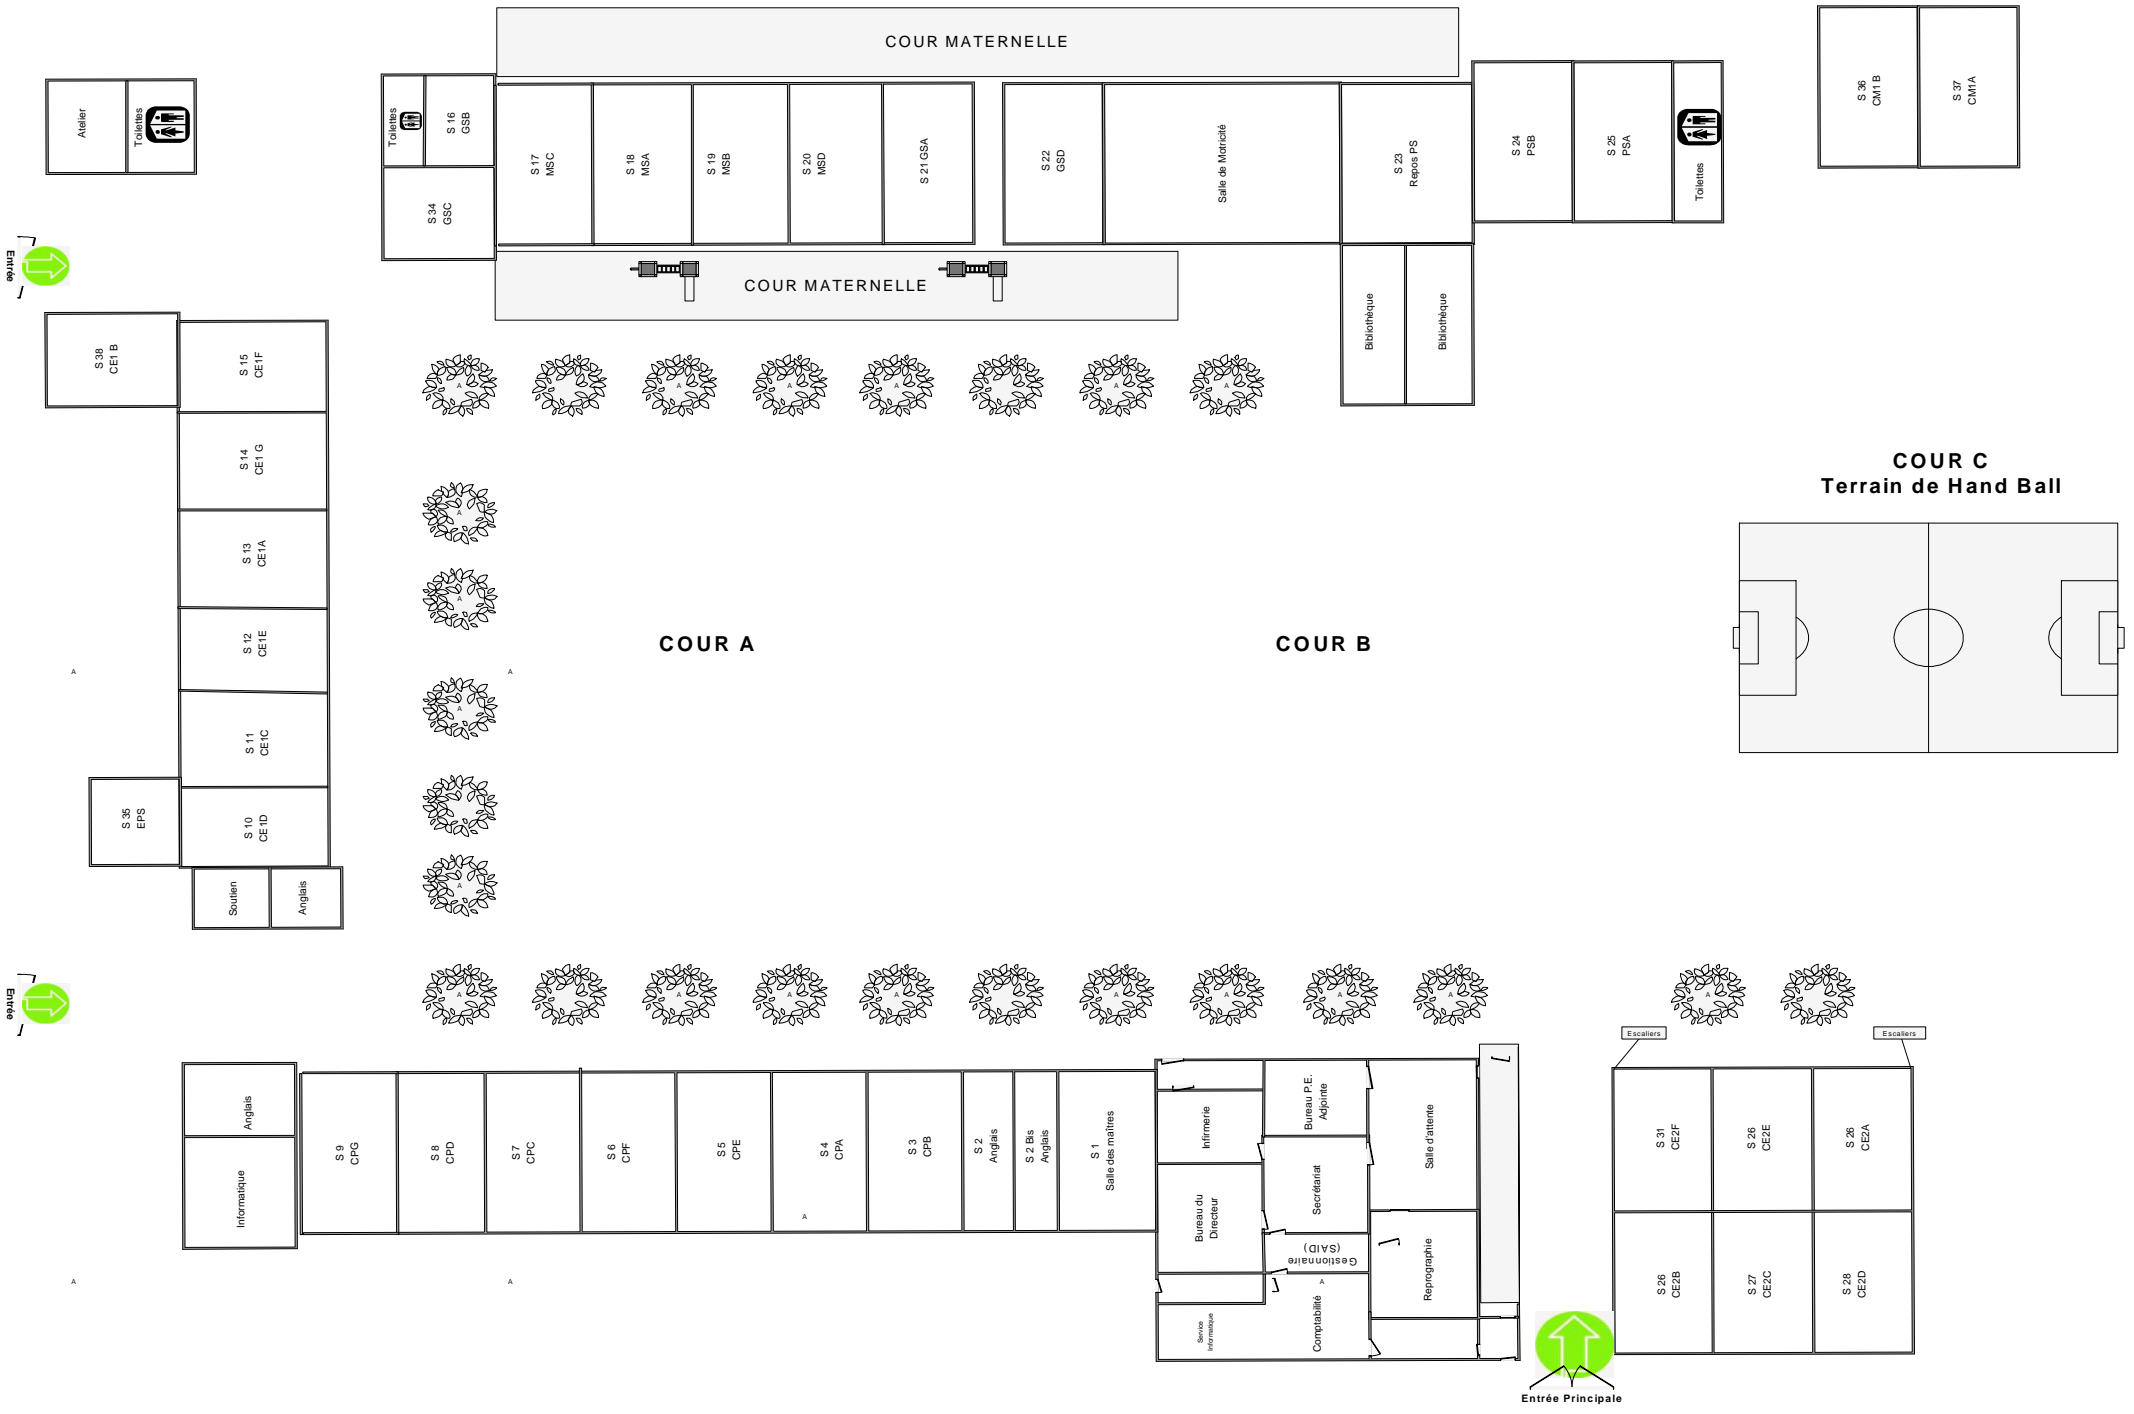 COUR MATERNELLE
Atelier
Toilettes
Toilettes
S 16
GSB
S 34
GSC
S 17
MSC
S 18
MSA
S 19
MSB
S 20
MSD
S 21 GSA
S 22
GSD
Salle de Motricité
S 23
Repos PS
S 24
PSB
S 25
PSA
Toilettes
S 36
CM1 B
S 37
CM1A
Entrée
COUR MATERNELLE
Bibliothèque
Bibliothèque
S 38
CE1 B
S 15
CE1F
S 14
CE1 G
S 13
CE1A
S 12
CE1E
S 11
CE1C
S 10
CE1D
S 35
EPS
Soutien
Anglais
A
A
A
A
A
A
A
A
A
A
A
COUR A
COUR B
COUR C
Terrain de Hand Ball
Entrée
A
A
A
A
A
A
A
A
A
A
Escaliers
Escaliers
Anglais
Informatique
S 9
CPG
S 8
CPD
S 7
CPC
S 6
CPF
S 5
CPE
S 4
CPA
A
S 3
CPB
S 2
Anglais
S 2 Bis
Anglais
S 1
Salle des maîtres
Infirmerie
Bureau du
Directeur
Bureau P.E.
Adjointe
Secrétariat
Gestionnaire
(SAID)
A
Comptabilité
Service
Informatique
Salle d'attente
Reprographie
S 31
CE2F
S 26
CE2E
S 26
CE2A
S 26
CE2B
S 27
CE2C
S 28
CE2D
A
A
Entrée Principale